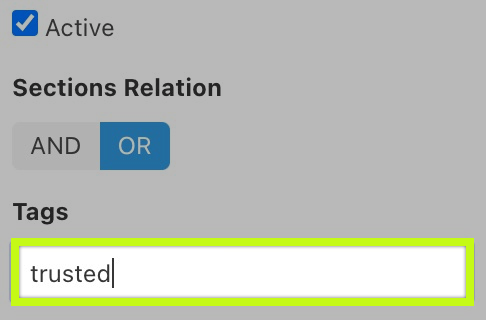 Active
Sections Relation
AND OR
Tags
trusted